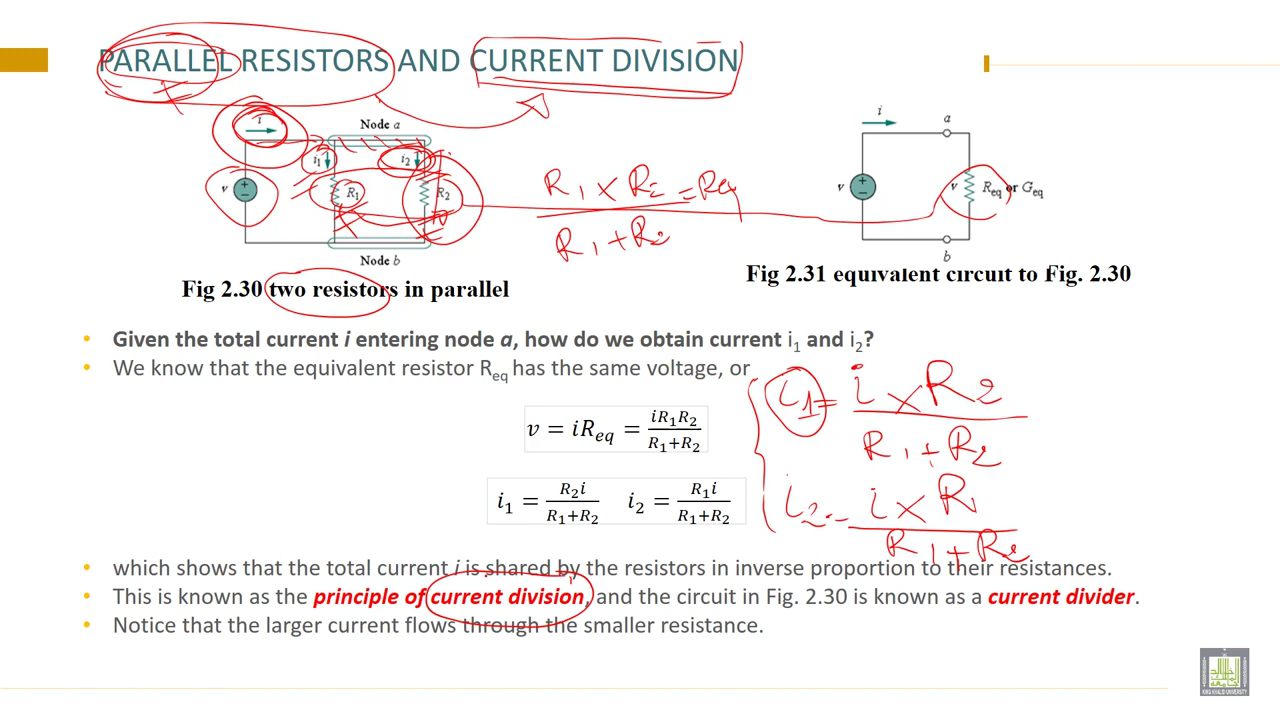 PARALLEL RESISTORS AND CURRENT DIVISION
i
Node a
i₁
i₂
v
R₁
R₂
Node b
Fig 2.30 two resistors in parallel
R1 × R2 = Req
R1 + R2
i
a
v
v
Req or Geq
b
Fig 2.31 equivalent circuit to Fig. 2.30
• Given the total current i entering node a, how do we obtain current i₁ and i₂?
• We know that the equivalent resistor Req has the same voltage, or
v = iReq = iR₁R₂ / R₁+R₂
i₁ = R₂i / R₁+R₂ i₂ = R₁i / R₁+R₂
i1 = i × R2
R1 + R2
i2 = i × R1
R1 + R2
• which shows that the total current i is shared by the resistors in inverse proportion to their resistances.
• This is known as the principle of current division, and the circuit in Fig. 2.30 is known as a current divider.
• Notice that the larger current flows through the smaller resistance.
KING KHALID UNIVERSITY